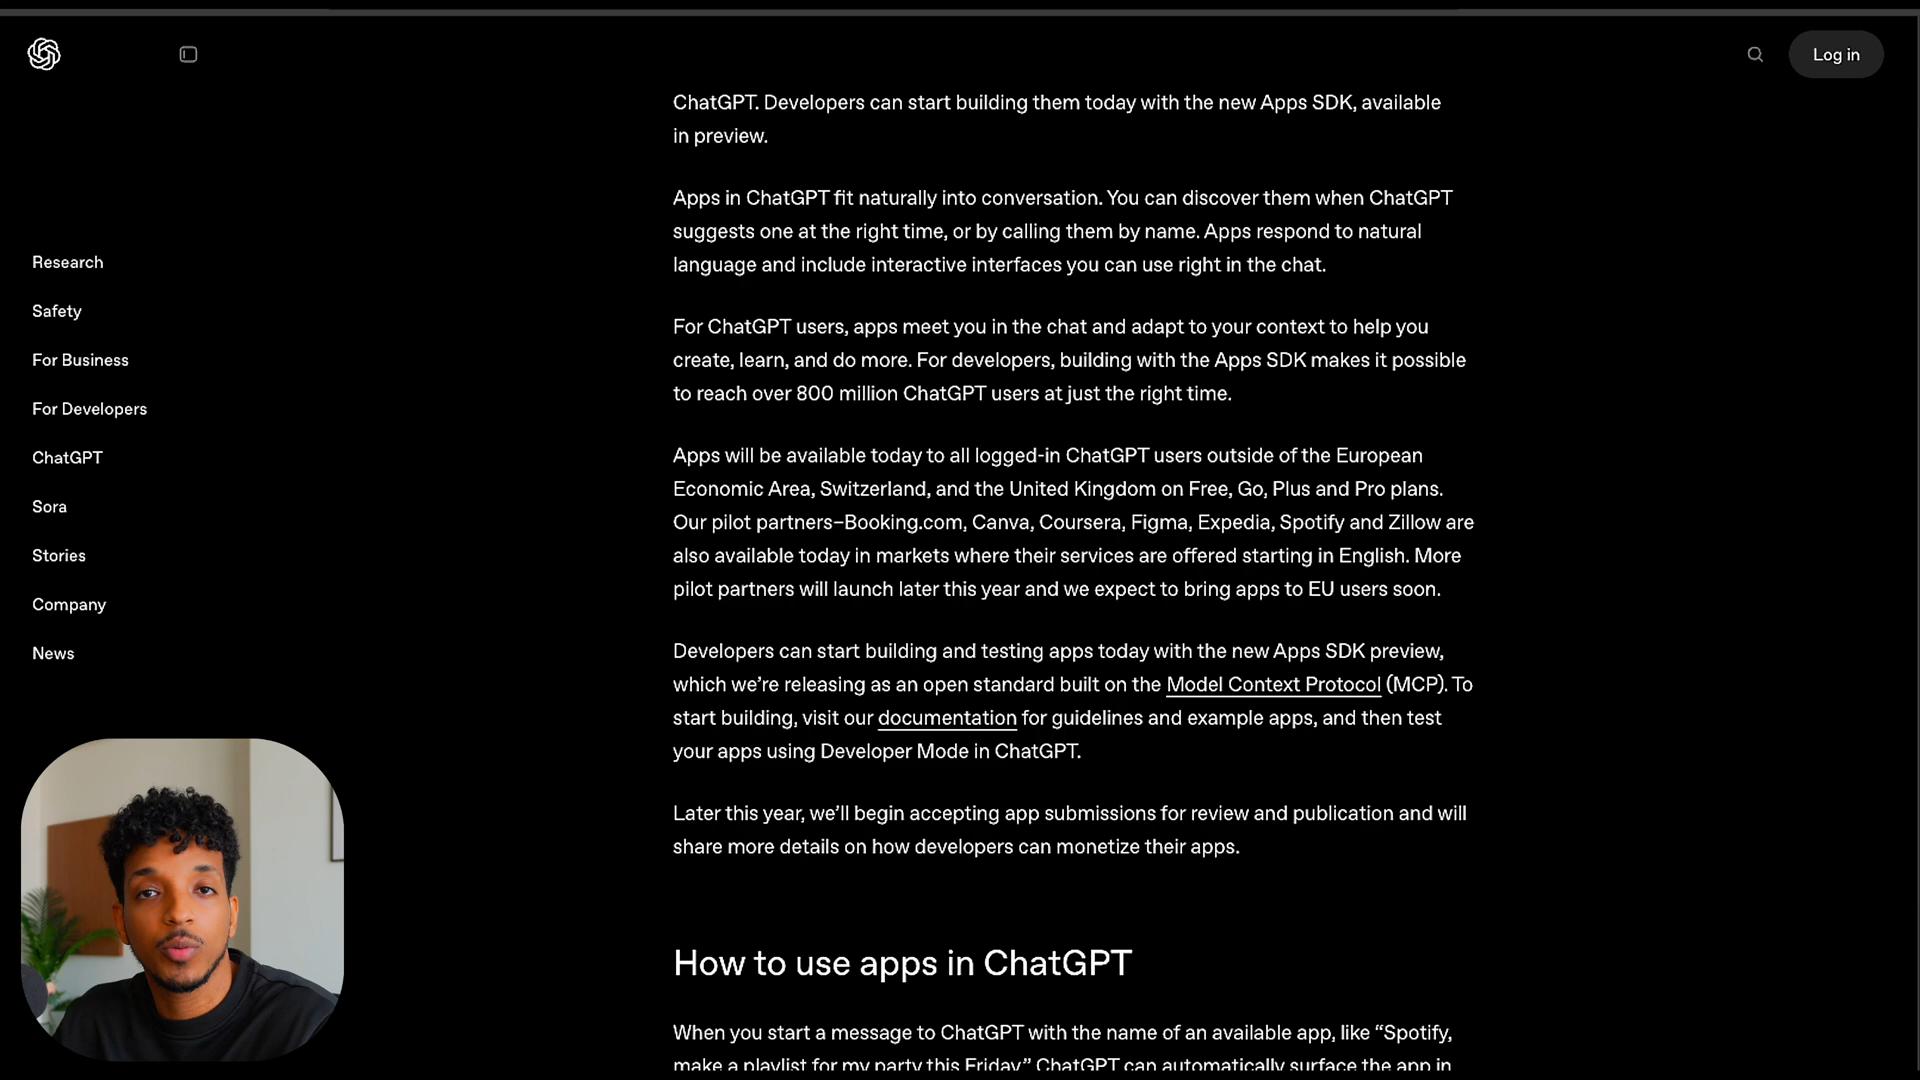 Log in
ChatGPT. Developers can start building them today with the new Apps SDK, available
in preview.
Apps in ChatGPT fit naturally into conversation. You can discover them when ChatGPT
suggests one at the right time, or by calling them by name. Apps respond to natural
language and include interactive interfaces you can use right in the chat.
For ChatGPT users, apps meet you in the chat and adapt to your context to help you
create, learn, and do more. For developers, building with the Apps SDK makes it possible
to reach over 800 million ChatGPT users at just the right time.
Apps will be available today to all logged-in ChatGPT users outside of the European
Economic Area, Switzerland, and the United Kingdom on Free, Go, Plus and Pro plans.
Our pilot partners–Booking.com, Canva, Coursera, Figma, Expedia, Spotify and Zillow are
also available today in markets where their services are offered starting in English. More
pilot partners will launch later this year and we expect to bring apps to EU users soon.
Developers can start building and testing apps today with the new Apps SDK preview,
which we’re releasing as an open standard built on the Model Context Protocol (MCP). To
start building, visit our documentation for guidelines and example apps, and then test
your apps using Developer Mode in ChatGPT.
Later this year, we’ll begin accepting app submissions for review and publication and will
share more details on how developers can monetize their apps.
How to use apps in ChatGPT
When you start a message to ChatGPT with the name of an available app, like “Spotify,
make a playlist for my party this Friday,” ChatGPT can automatically surface the app in
Research
Safety
For Business
For Developers
ChatGPT
Sora
Stories
Company
News